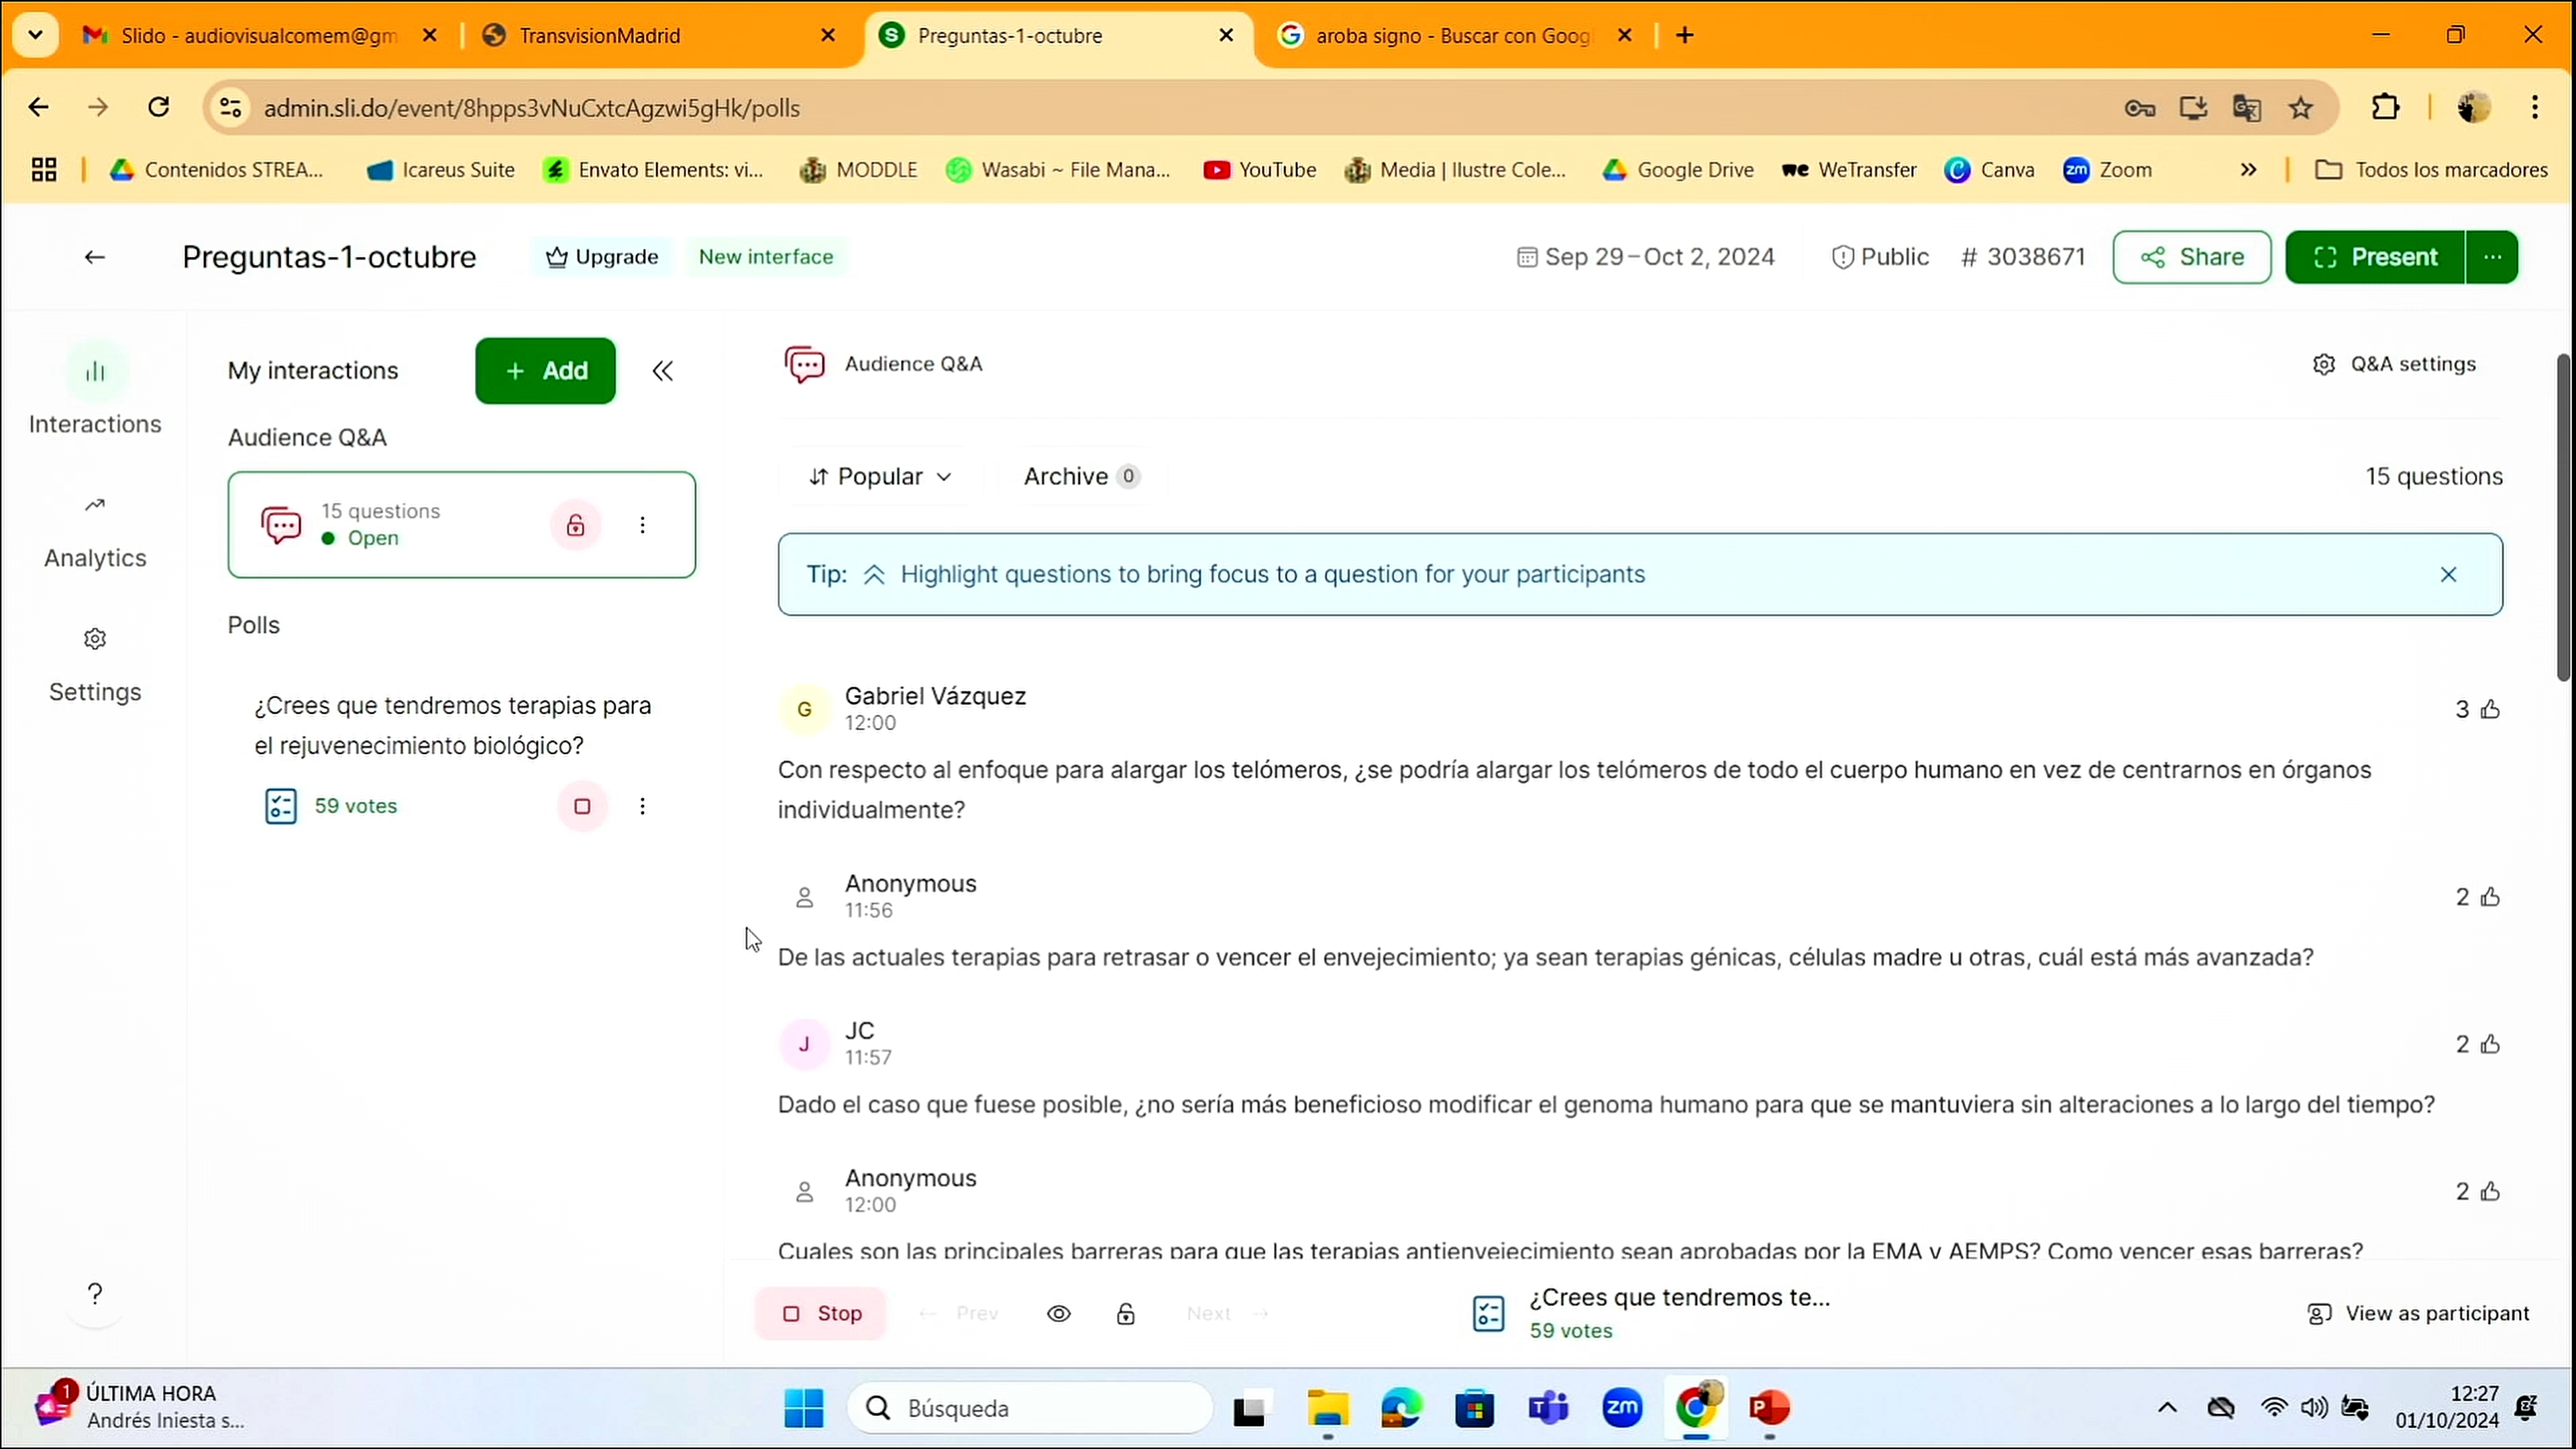 Slido - audiovisualcomem@gm
TransvisionMadrid
Preguntas-1-octubre
aroba signo - Buscar con Goog
admin.sli.do/event/8hpps3vNuCxtcAgzwi5gHk/polls
Contenidos STREA...
Icareus Suite
Envato Elements: vi...
MODDLE
Wasabi ~ File Mana...
YouTube
Media | Ilustre Cole...
Google Drive
WeTransfer
Canva
Zoom
Todos los marcadores
Preguntas-1-octubre
Upgrade
New interface
Sep 29 – Oct 2, 2024
Public
# 3038671
Share
Present
Interactions
Analytics
Settings
My interactions
+ Add
Audience Q&A
15 questions
Open
Polls
¿Crees que tendremos terapias para
el rejuvenecimiento biológico?
59 votes
Audience Q&A
Q&A settings
Popular
Archive 0
15 questions
Tip: Highlight questions to bring focus to a question for your participants
G
Gabriel Vázquez
12:00
3
Con respecto al enfoque para alargar los telómeros, ¿se podría alargar los telómeros de todo el cuerpo humano en vez de centrarnos en órganos
individualmente?
Anonymous
11:56
2
De las actuales terapias para retrasar o vencer el envejecimiento; ya sean terapias génicas, células madre u otras, cuál está más avanzada?
J
JC
11:57
2
Dado el caso que fuese posible, ¿no sería más beneficioso modificar el genoma humano para que se mantuviera sin alteraciones a lo largo del tiempo?
Anonymous
12:00
2
Cuales son las principales barreras para que las terapias antienvejecimiento sean aprobadas por la EMA y AEMPS? Como vencer esas barreras?
?
Stop
← Prev
Next →
¿Crees que tendremos te...
59 votes
View as participant
1
ÚLTIMA HORA
Andrés Iniesta s...
Búsqueda
zm
12:27
01/10/2024